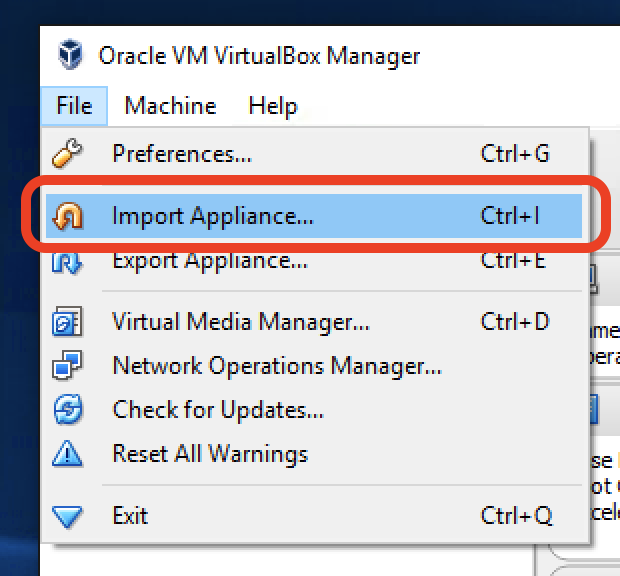 Oracle VM VirtualBox Manager
File Machine Help
Preferences... Ctrl+G
Import Appliance... Ctrl+I
Export Appliance... Ctrl+E
Virtual Media Manager... Ctrl+D
Network Operations Manager...
Check for Updates...
Reset All Warnings
Exit Ctrl+Q